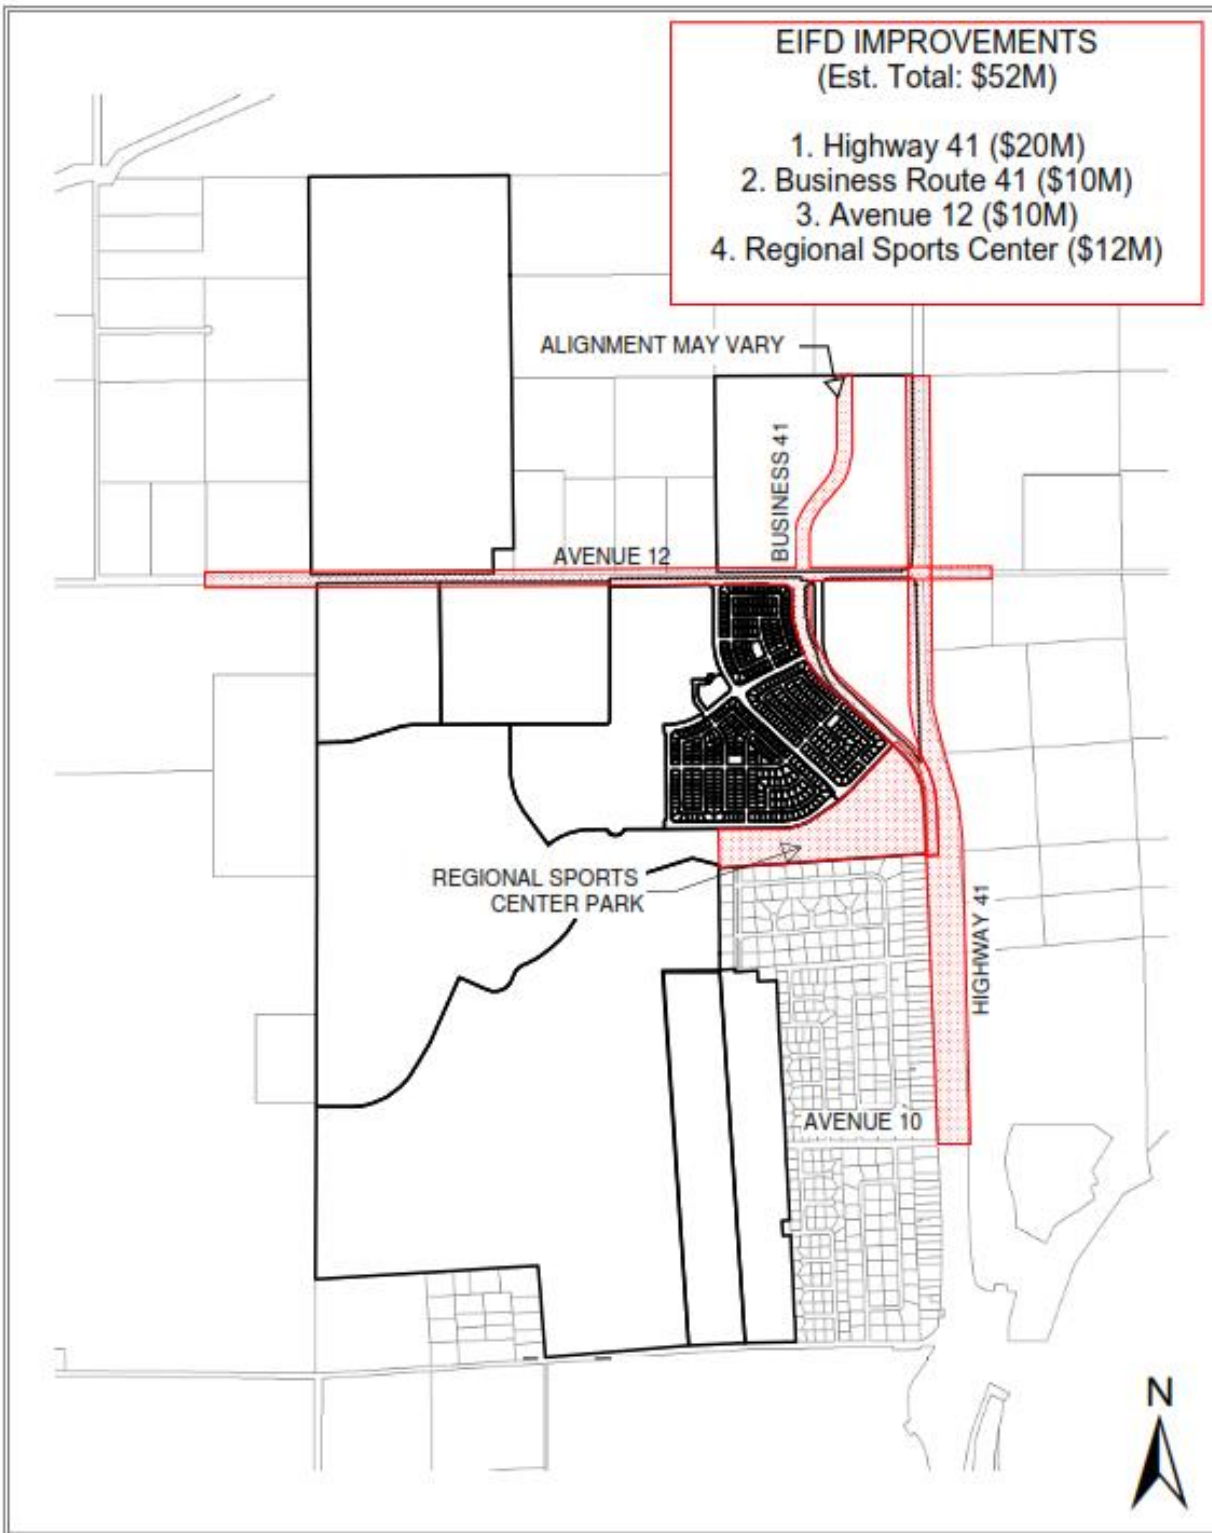 EIFD IMPROVEMENTS
(Est. Total: $52M)
1. Highway 41 ($20M)
2. Business Route 41 ($10M)
3. Avenue 12 ($10M)
4. Regional Sports Center ($12M)
ALIGNMENT MAY VARY
BUSINESS 41
AVENUE 12
REGIONAL SPORTS
CENTER PARK
HIGHWAY 41
AVENUE 10
N